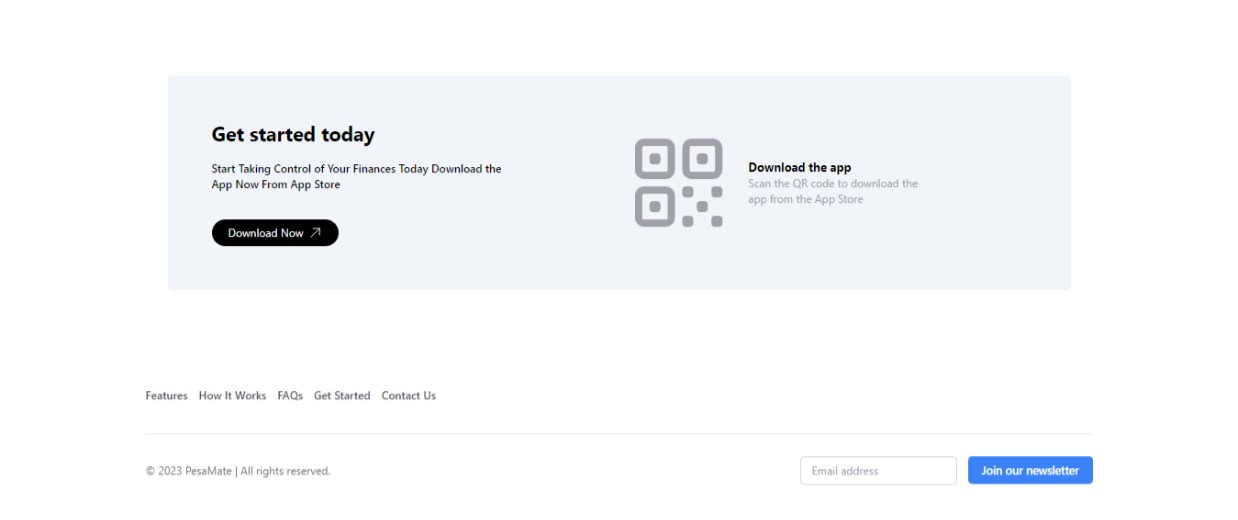 Get started today
Start Taking Control of Your Finances Today Download the
App Now From App Store
Download Now
Download the app
Scan the QR code to download the
app from the App Store
Features How It Works FAQs Get Started Contact Us
© 2023 PesaMate | All rights reserved.
Email address
Join our newsletter